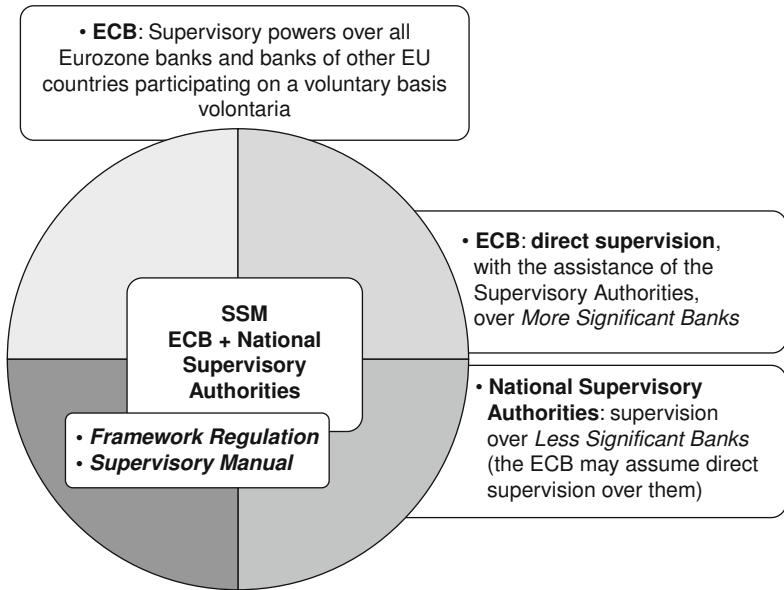 • ECB: Supervisory powers over all
Eurozone banks and banks of other EU
countries participating on a voluntary basis
volontaria
• ECB: direct supervision,
with the assistance of the
Supervisory Authorities,
over More Significant Banks
SSM
ECB + National
Supervisory
Authorities
• Framework Regulation
• Supervisory Manual
• National Supervisory
Authorities: supervision
over Less Significant Banks
(the ECB may assume direct
supervision over them)